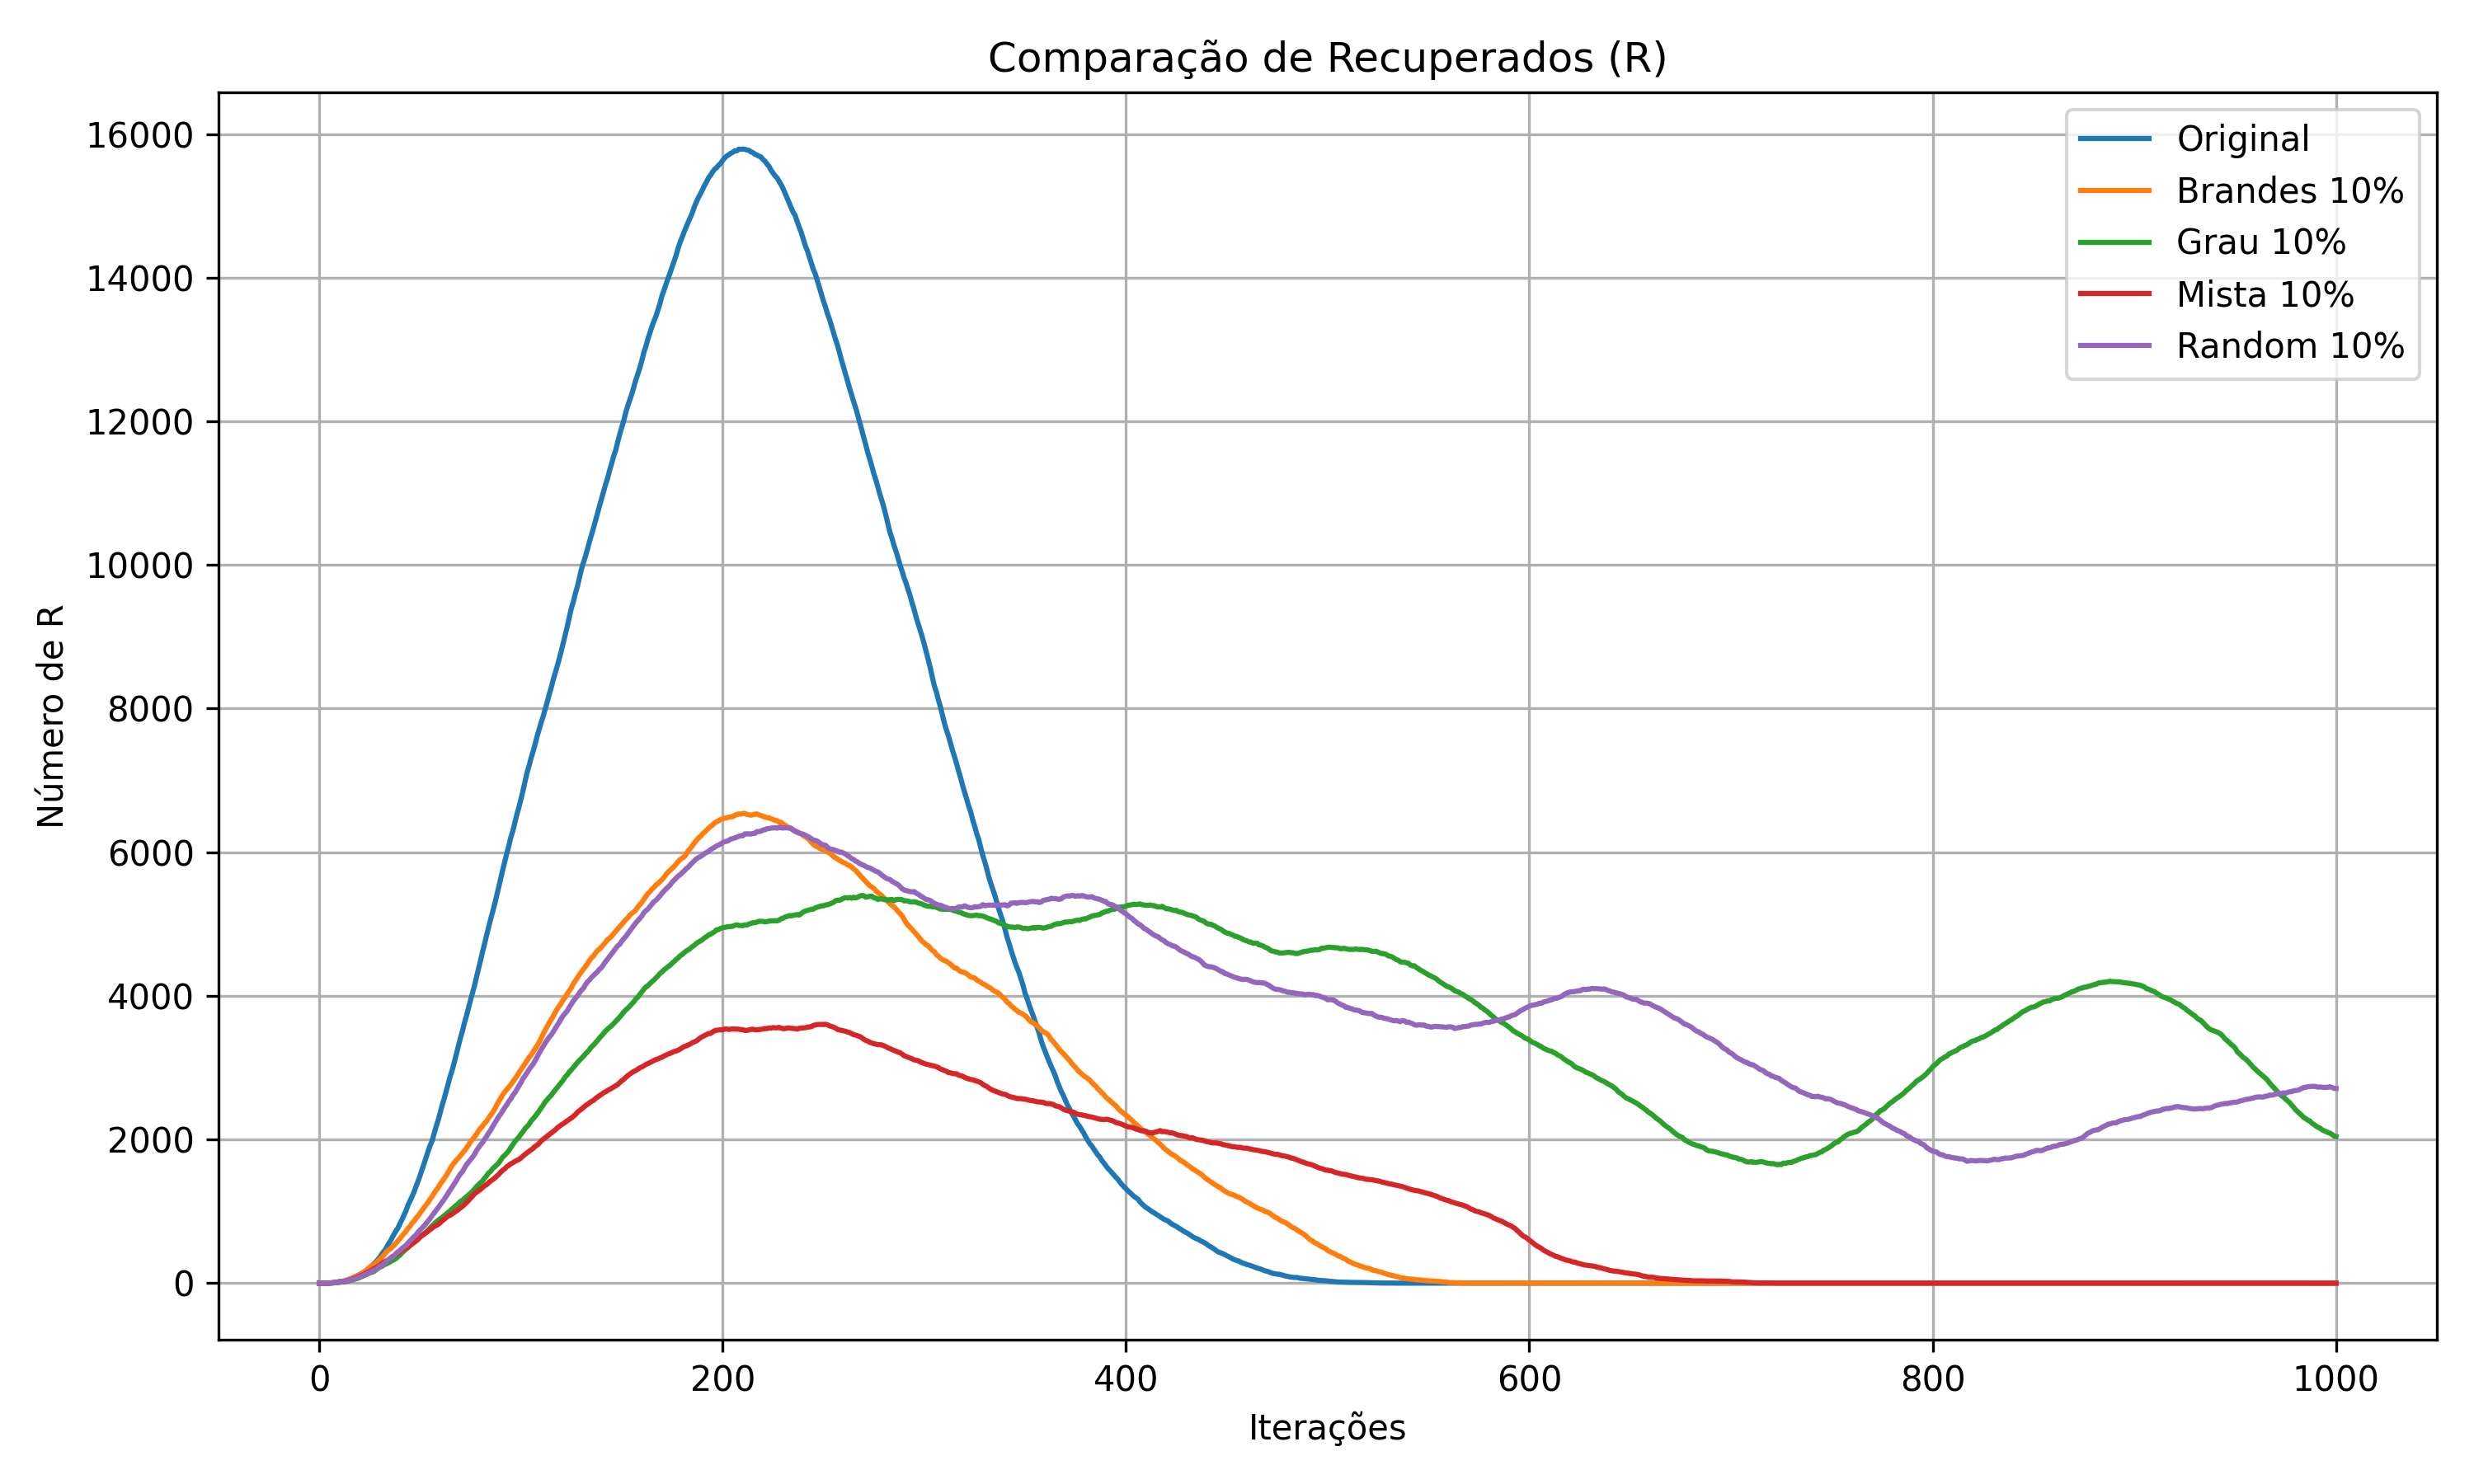 Comparação de Recuperados (R)
16000
14000
12000
10000
8000
6000
4000
2000
0
Número de R
0 200 400 600 800 1000
Iterações
Original
Brandes 10%
Grau 10%
Mista 10%
Random 10%